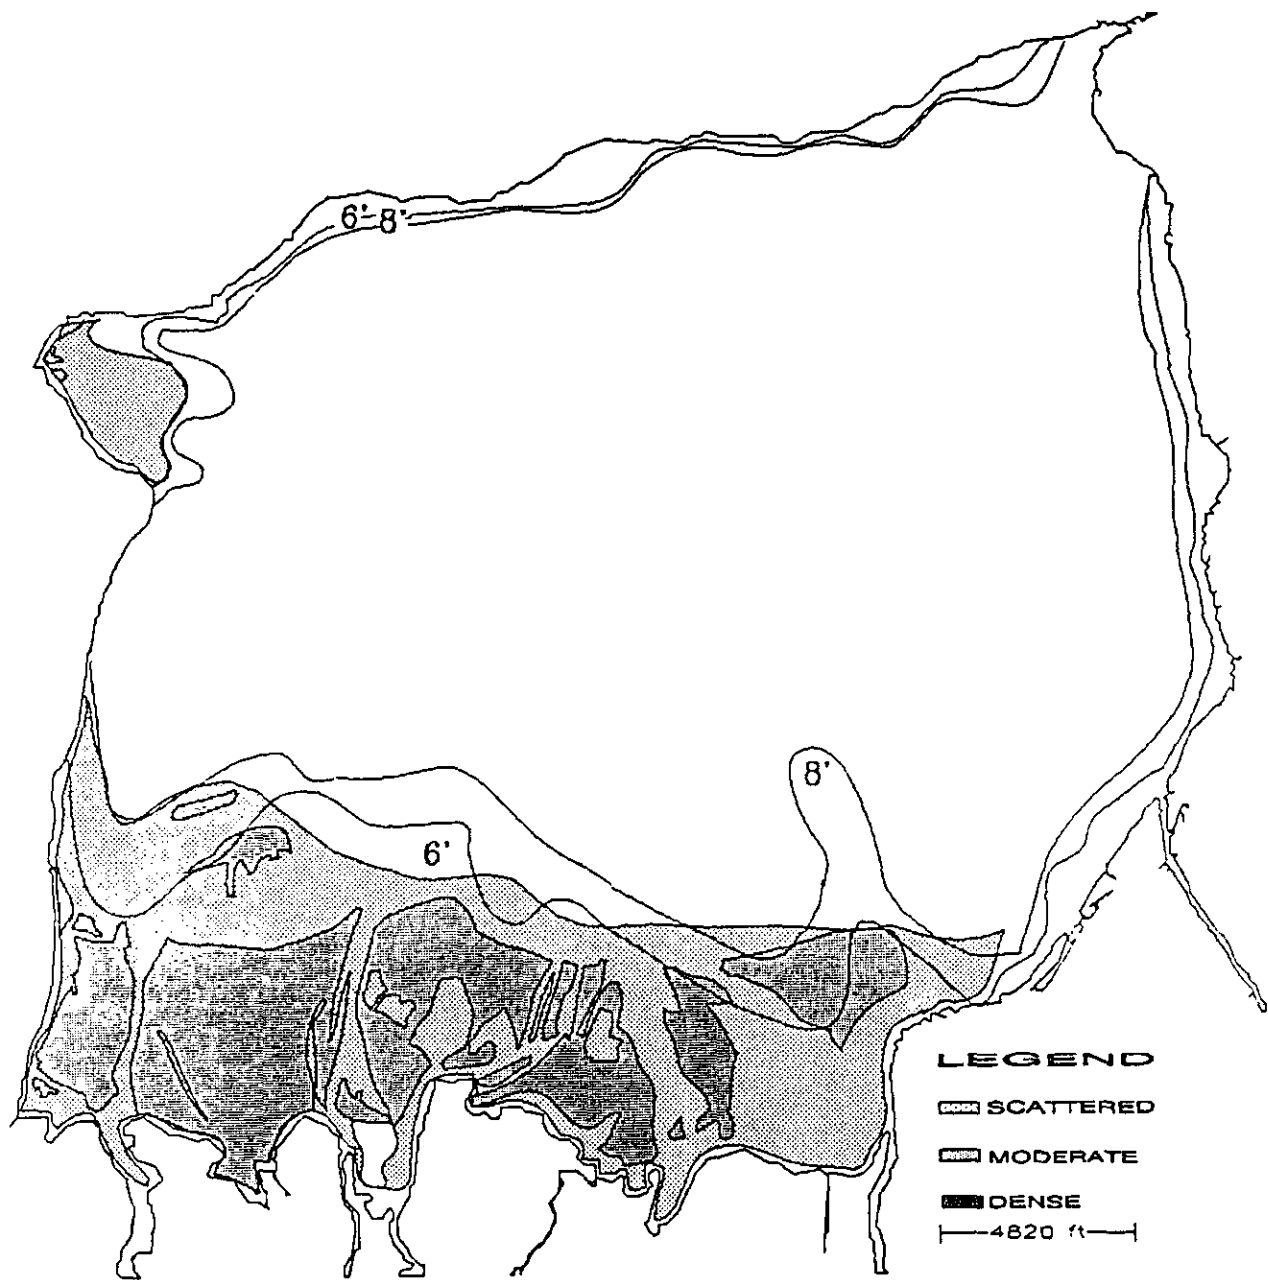 6'-8'
8'
6'
LEGEND
SCATTERED
MODERATE
DENSE
4820 ft